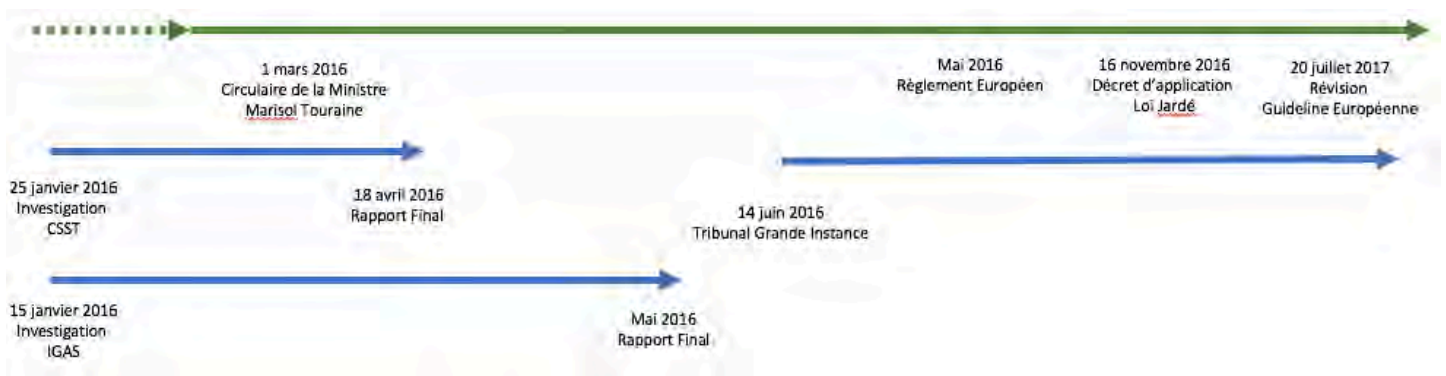 1 mars 2016
Circulaire de la Ministre
Marisol Touraine
Mai 2016
Règlement Européen
16 novembre 2016
Décret d'application
Loi Jardé
20 juillet 2017
Révision
Guideline Européenne
25 janvier 2016
Investigation
CSST
18 avril 2016
Rapport Final
14 juin 2016
Tribunal Grande Instance
15 janvier 2016
Investigation
IGAS
Mai 2016
Rapport Final